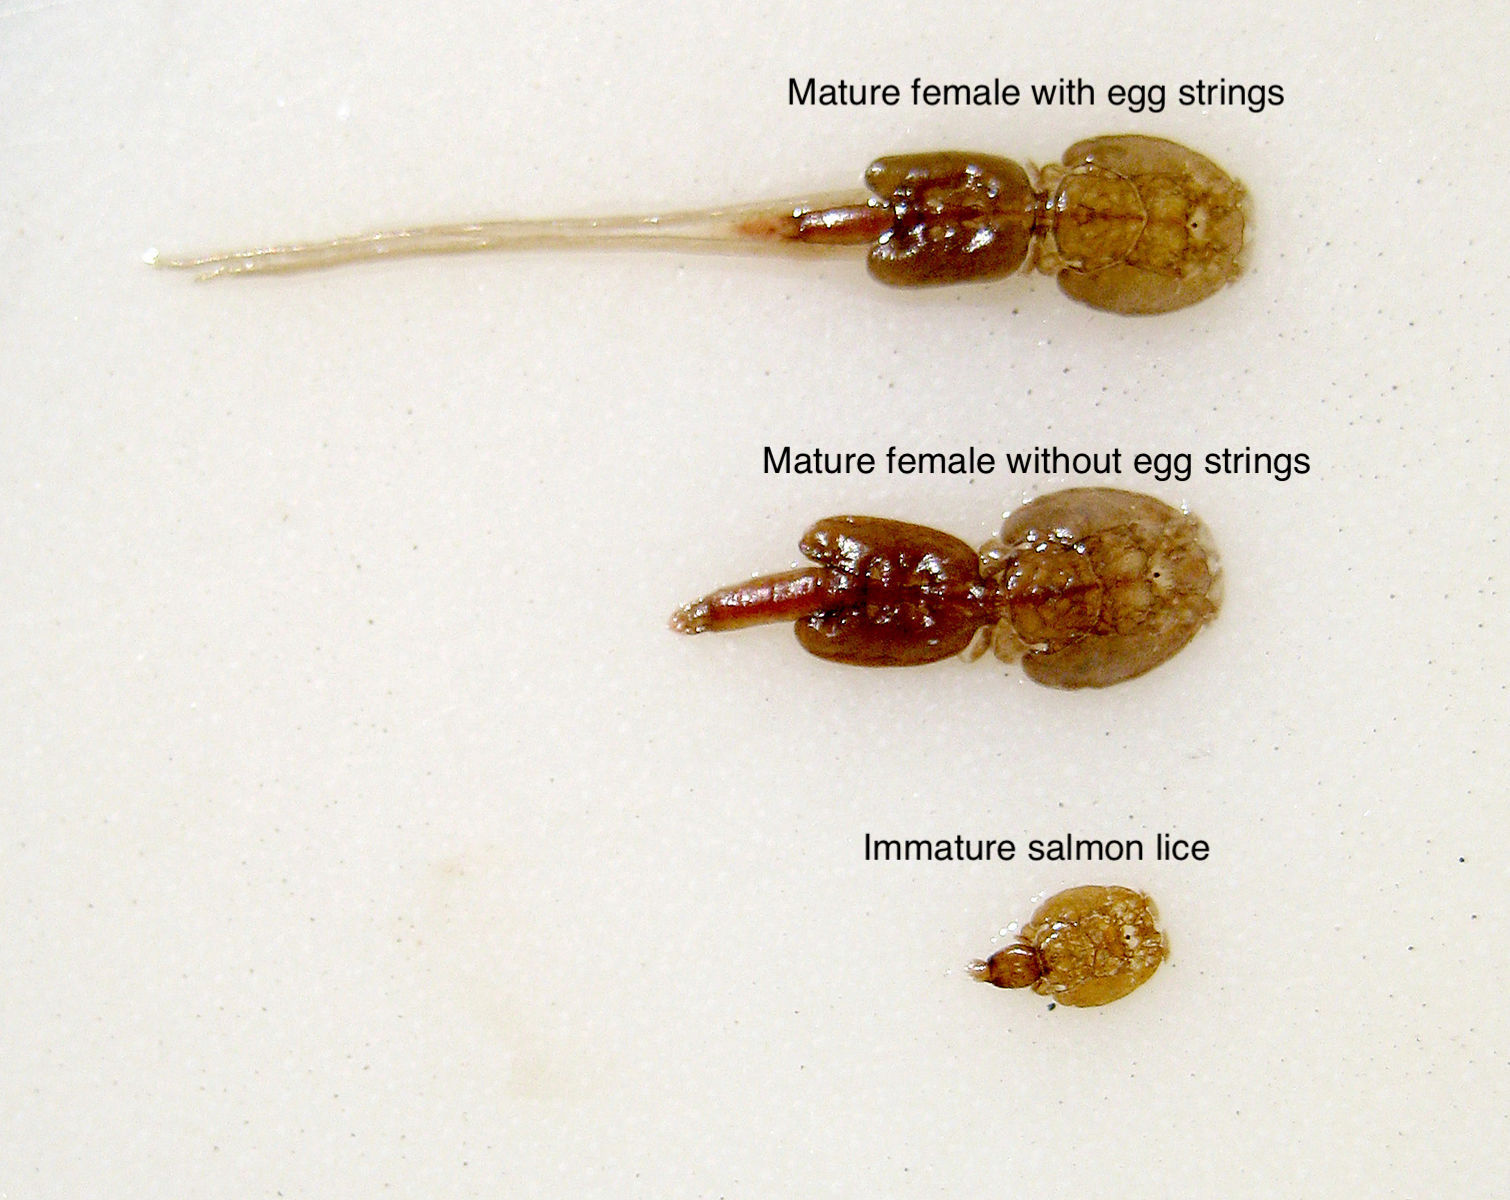 Mature female with egg strings
Mature female without egg strings
Immature salmon lice